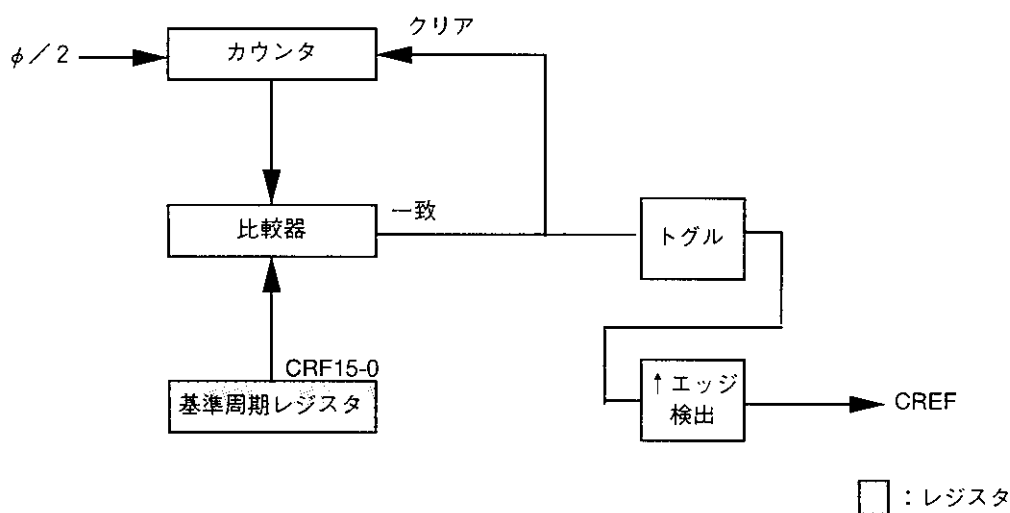 クリア
φ／2
カウンタ
一致
比較器
トグル
CRF15-0
基準周期レジスタ
↑エッジ
検出
CREF
：レジスタ